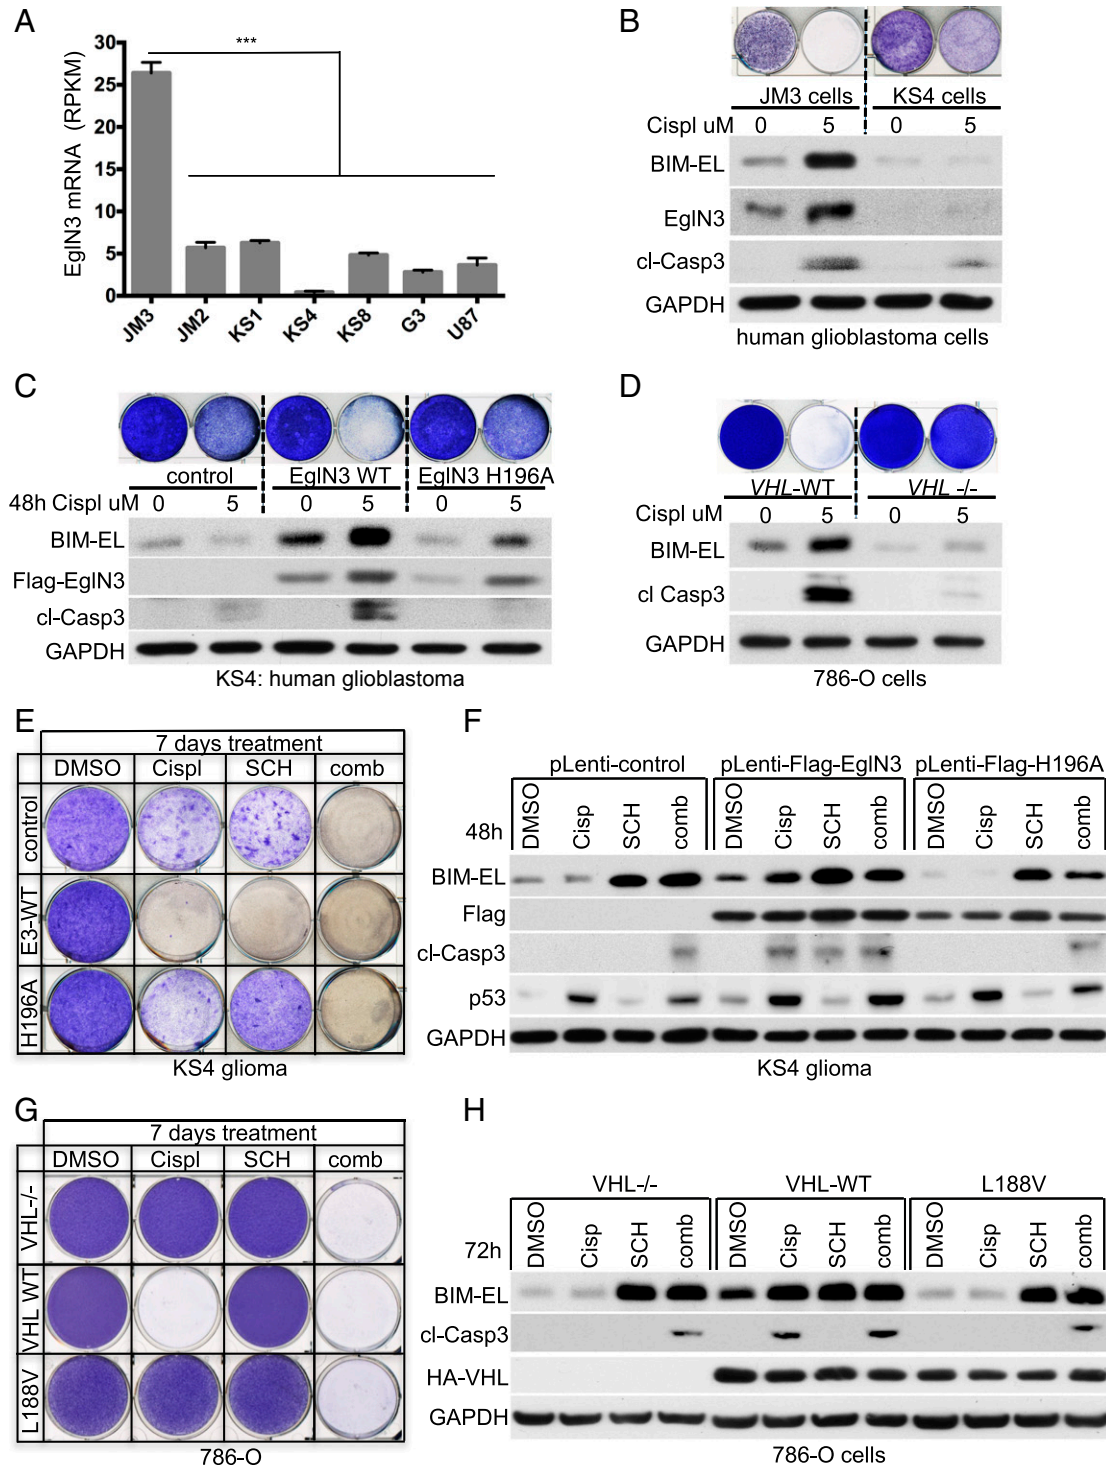 A
***
EglN3 mRNA (RPKM)
30
25
20
15
10
5
0
JM3 JM2 KS1 KS4 KS8 G3 U87
B
JM3 cells KS4 cells
Cispl uM 0 5 0 5
BIM-EL
EglN3
cl-Casp3
GAPDH
human glioblastoma cells
C
control EglN3 WT EglN3 H196A
48h Cispl uM 0 5 0 5 0 5
BIM-EL
Flag-EglN3
cl-Casp3
GAPDH
KS4: human glioblastoma
D
VHL-WT VHL -/-
Cispl uM 0 5 0 5
BIM-EL
cl Casp3
GAPDH
786-O cells
E
7 days treatment
DMSO Cispl SCH comb
control
E3-WT
H196A
KS4 glioma
F
pLenti-control pLenti-Flag-EglN3 pLenti-Flag-H196A
48h DMSO Cisp SCH comb DMSO Cisp SCH comb DMSO Cisp SCH comb
BIM-EL
Flag
cl-Casp3
p53
GAPDH
KS4 glioma
G
7 days treatment
DMSO Cispl SCH comb
VHL-/-
VHL WT
L188V
786-O
H
VHL-/- VHL-WT L188V
72h DMSO Cisp SCH comb DMSO Cisp SCH comb DMSO Cisp SCH comb
BIM-EL
cl-Casp3
HA-VHL
GAPDH
786-O cells